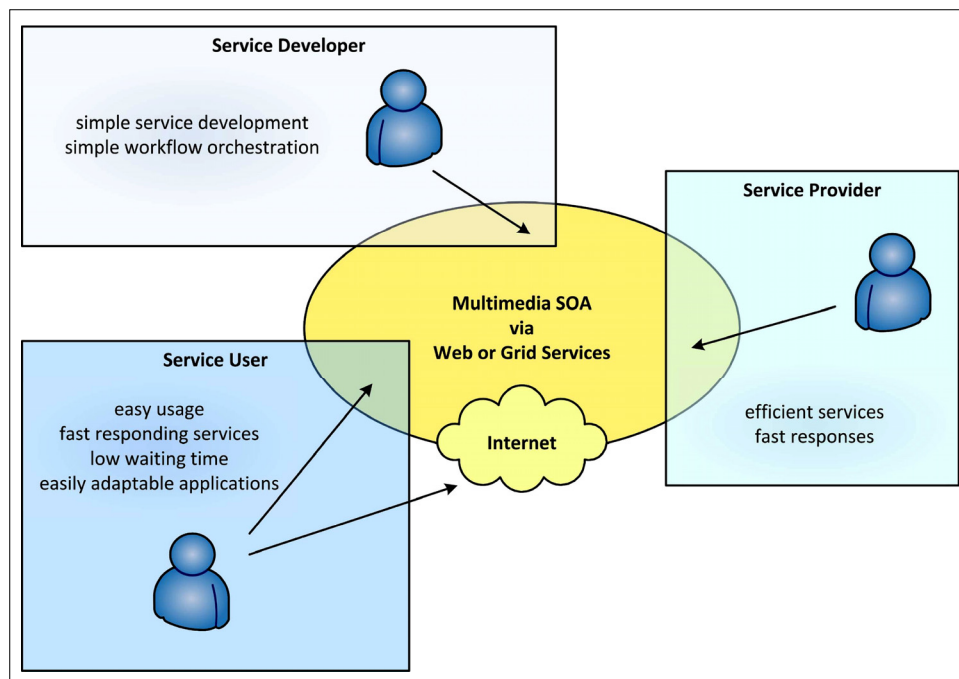 Service Developer
simple service development
simple workflow orchestration
Service Provider
efficient services
fast responses
Multimedia SOA
via
Web or Grid Services
Internet
Service User
easy usage
fast responding services
low waiting time
easily adaptable applications